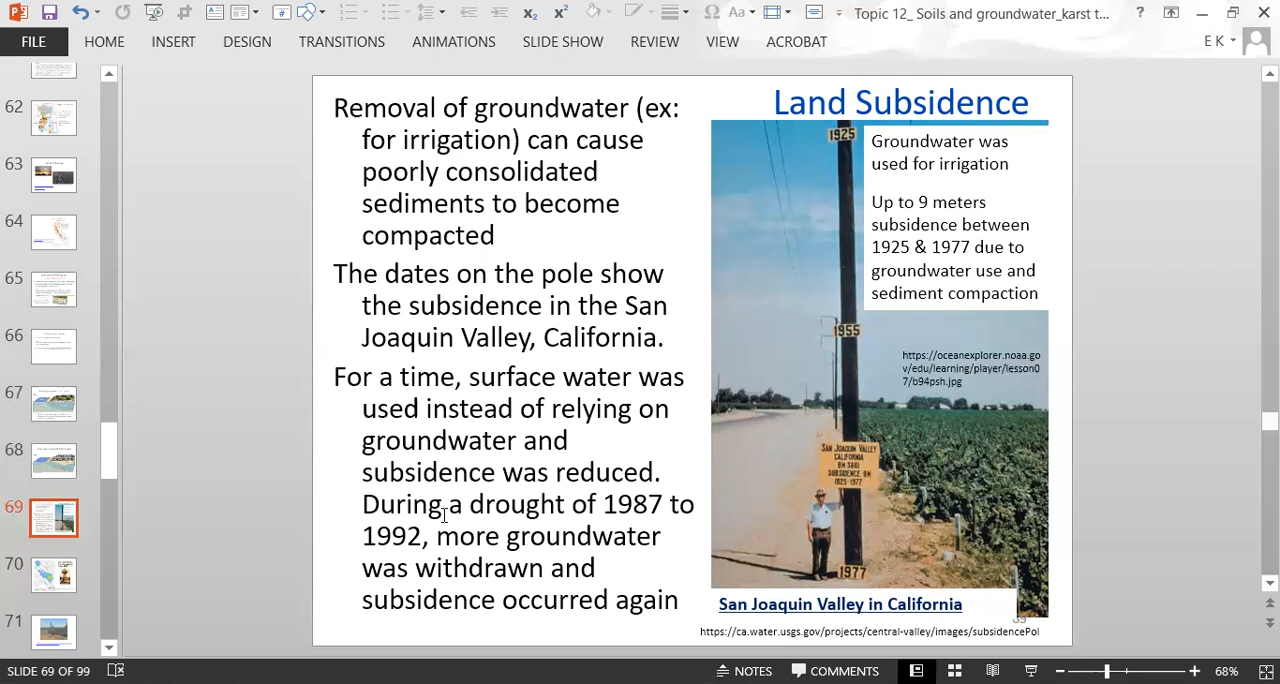 Topic 12_ Soils and groundwater_karst t...
FILE
HOME
INSERT
DESIGN
TRANSITIONS
ANIMATIONS
SLIDE SHOW
REVIEW
VIEW
ACROBAT
E K
62
63
64
65
66
67
68
69
70
71
Removal of groundwater (ex:
for irrigation) can cause
poorly consolidated
sediments to become
compacted
The dates on the pole show
the subsidence in the San
Joaquin Valley, California.
For a time, surface water was
used instead of relying on
groundwater and
subsidence was reduced.
During a drought of 1987 to
1992, more groundwater
was withdrawn and
subsidence occurred again
Land Subsidence
1925
Groundwater was
used for irrigation
Up to 9 meters
subsidence between
1925 & 1977 due to
groundwater use and
sediment compaction
1955
https://oceanexplorer.noaa.go
v/edu/learning/player/lesson0
7/b94psh.jpg
SAN JOAQUIN VALLEY
CALIFORNIA
BM S661
SUBSIDENCE 9M
1925-1977
1977
San Joaquin Valley in California
https://ca.water.usgs.gov/projects/central-valley/images/subsidencePol
SLIDE 69 OF 99
NOTES
COMMENTS
68%